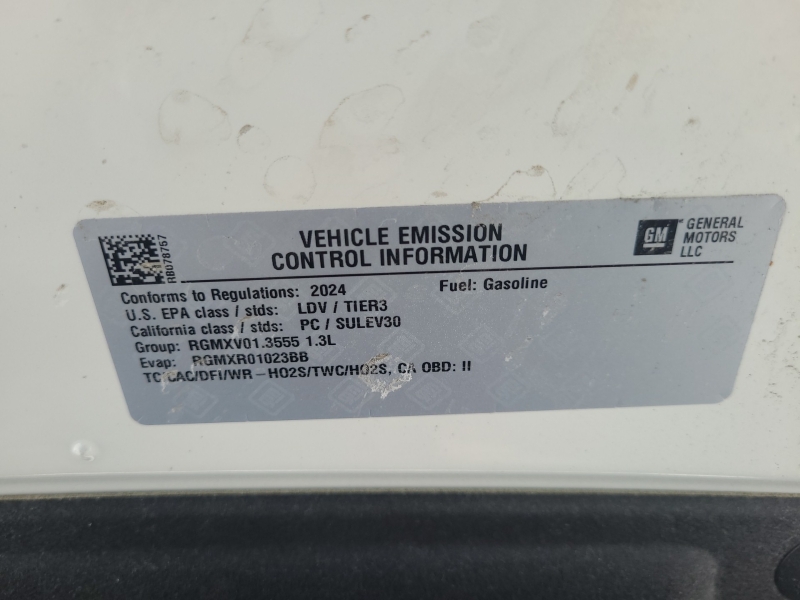 VEHICLE EMISSION
CONTROL INFORMATION
GM
GENERAL
MOTORS
LLC
RB078757
Conforms to Regulations: 2024
Fuel: Gasoline
U.S. EPA class / stds: LDV / TIER3
California class / stds: PC / SULEV30
Group: RGMXV01.3555 1.3L
Evap: RGMXR01023BB
TC/CAC/DFI/WR-HO2S/TWC/HO2S, CA OBD: II